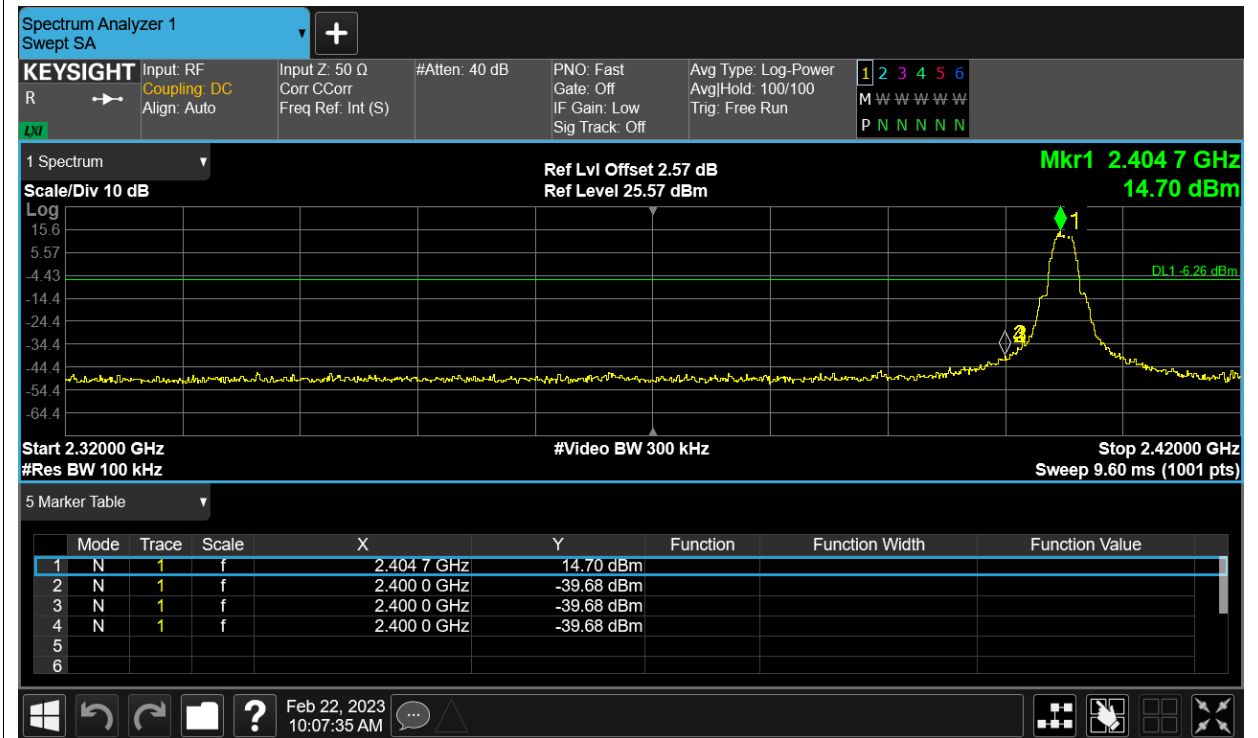 Spectrum Analyzer 1
Swept SA
KEYSIGHT
R
LXI
Input: RF
Coupling: DC
Align: Auto
Input Z: 50 Ω
Corr CCorr
Freq Ref: Int (S)
#Atten: 40 dB
PNO: Fast
Gate: Off
IF Gain: Low
Sig Track: Off
Avg Type: Log-Power
Avg|Hold: 100/100
Trig: Free Run
1 2 3 4 5 6
M W W W W W
P N N N N N
1 Spectrum
Scale/Div 10 dB
Ref Lvl Offset 2.57 dB
Ref Level 25.57 dBm
Mkr1 2.404 7 GHz
14.70 dBm
Log
15.6
5.57
-4.43
-14.4
-24.4
-34.4
-44.4
-54.4
-64.4
1
DL1 -6.26 dBm
Start 2.32000 GHz
#Res BW 100 kHz
#Video BW 300 kHz
Stop 2.42000 GHz
Sweep 9.60 ms (1001 pts)
5 Marker Table
Mode Trace Scale X Y Function Function Width Function Value
1 N 1 f 2.404 7 GHz 14.70 dBm
2 N 1 f 2.400 0 GHz -39.68 dBm
3 N 1 f 2.400 0 GHz -39.68 dBm
4 N 1 f 2.400 0 GHz -39.68 dBm
5
6
?
Feb 22, 2023
10:07:35 AM